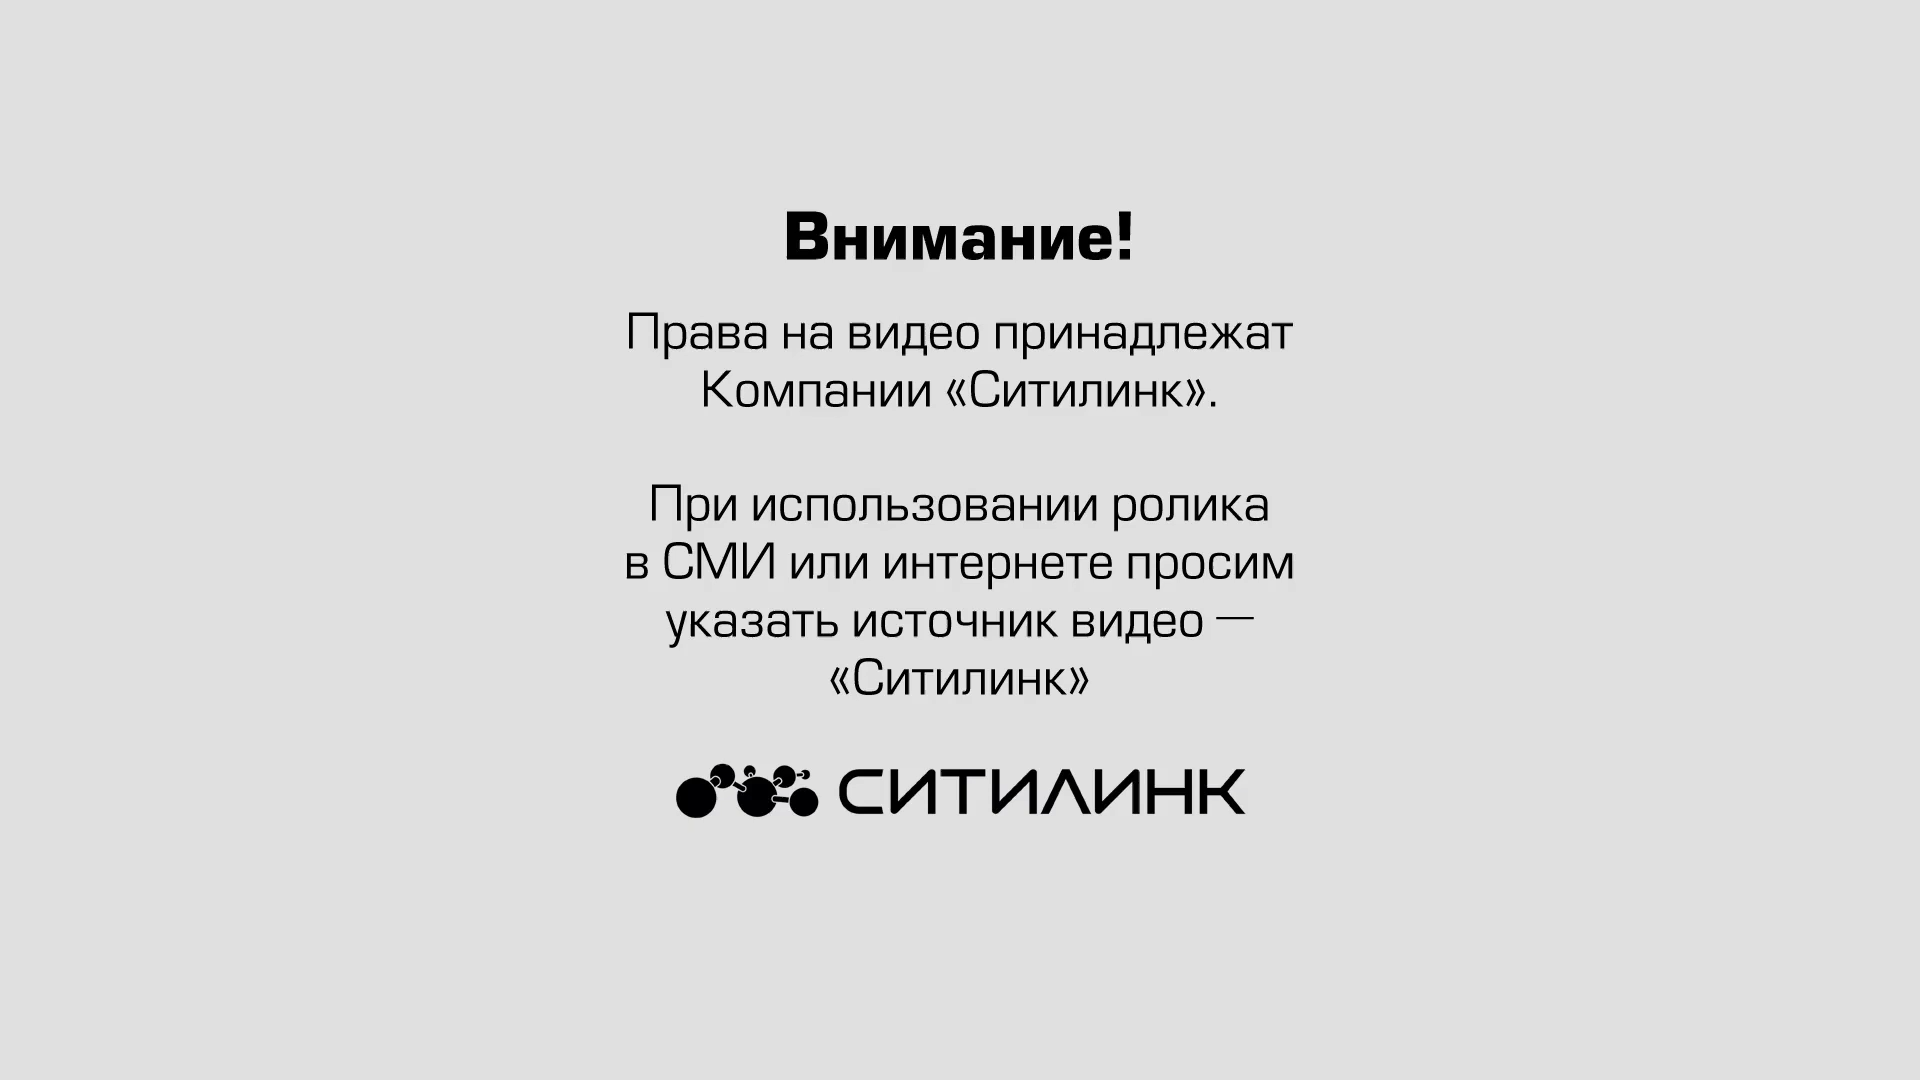 Внимание!
Права на видео принадлежат
Компании «Ситилинк».
При использовании ролика
в СМИ или интернете просим
указать источник видео —
«Ситилинк»
СИТИЛИНК